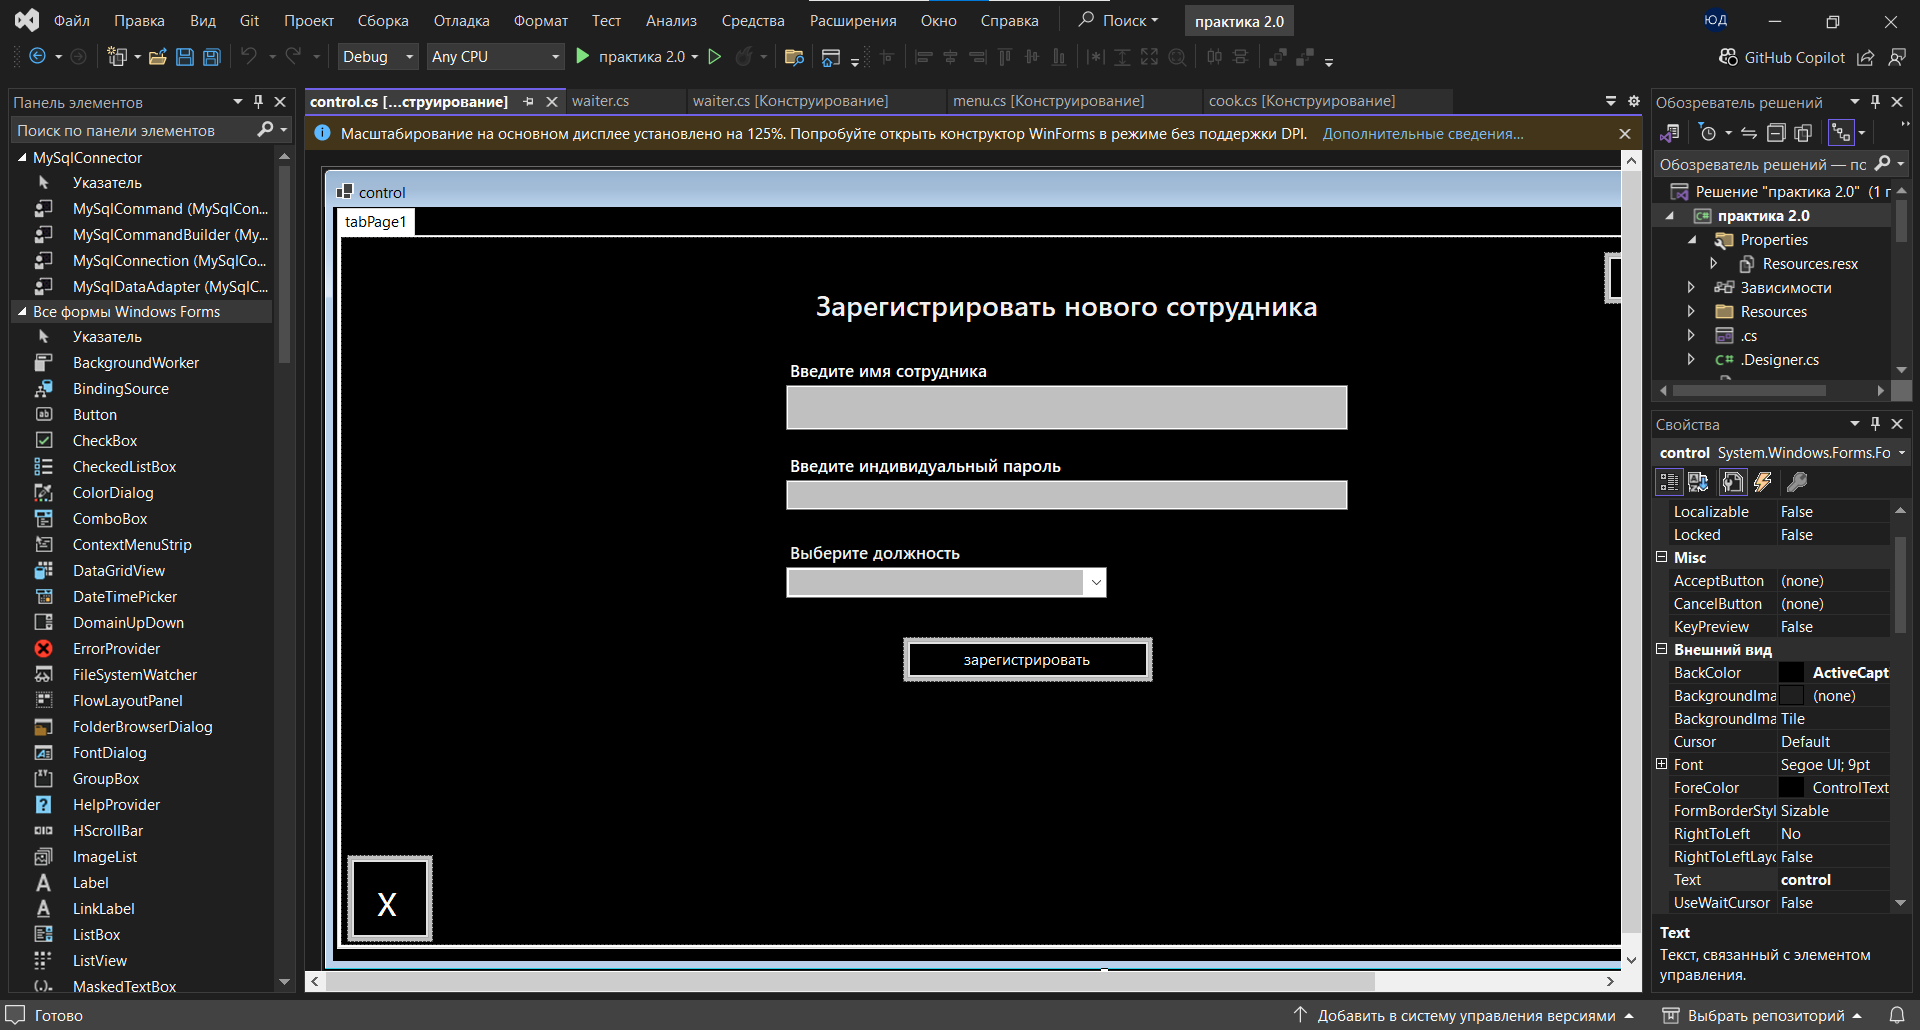 Файл Правка Вид Git Проект Сборка Отладка Формат Тест Анализ Средства Расширения Окно Справка Поиск практика 2.0 ЮД
Debug Any CPU практика 2.0 GitHub Copilot
Панель элементов
Поиск по панели элементов
MySqlConnector
Указатель
MySqlCommand (MySqlCon...
MySqlCommandBuilder (My...
MySqlConnection (MySqlCo...
MySqlDataAdapter (MySqlC...
Все формы Windows Forms
Указатель
BackgroundWorker
BindingSource
Button
CheckBox
CheckedListBox
ColorDialog
ComboBox
ContextMenuStrip
DataGridView
DateTimePicker
DomainUpDown
ErrorProvider
FileSystemWatcher
FlowLayoutPanel
FolderBrowserDialog
FontDialog
GroupBox
HelpProvider
HScrollBar
ImageList
Label
LinkLabel
ListBox
ListView
MaskedTextBox
control.cs [...струирование] waiter.cs waiter.cs [Конструирование] menu.cs [Конструирование] cook.cs [Конструирование]
Масштабирование на основном дисплее установлено на 125%. Попробуйте открыть конструктор WinForms в режиме без поддержки DPI. Дополнительные сведения...
control
tabPage1
Зарегистрировать нового сотрудника
Введите имя сотрудника
Введите индивидуальный пароль
Выберите должность
зарегистрировать
X
Обозреватель решений
Обозреватель решений — по
Решение "практика 2.0" (1 г
практика 2.0
Properties
Resources.resx
Зависимости
Resources
.cs
.Designer.cs
Свойства
control System.Windows.Forms.Fo
Localizable False
Locked False
Misc
AcceptButton (none)
CancelButton (none)
KeyPreview False
Внешний вид
BackColor ActiveCapt
BackgroundIma (none)
BackgroundIma Tile
Cursor Default
Font Segoe UI; 9pt
ForeColor ControlText
FormBorderStyl Sizable
RightToLeft No
RightToLeftLayc False
Text control
UseWaitCursor False
Text
Текст, связанный с элементом
управления.
Готово Добавить в систему управления версиями Выбрать репозиторий